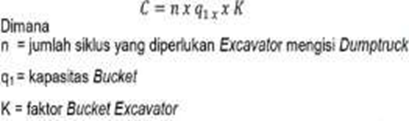 C = n x q₁ x x K
Dimana
n = jumlah siklus yang diperlukan Excavator mengisi Dumptruck
q₁ = kapasitas Bucket
K = faktor Bucket Excavator